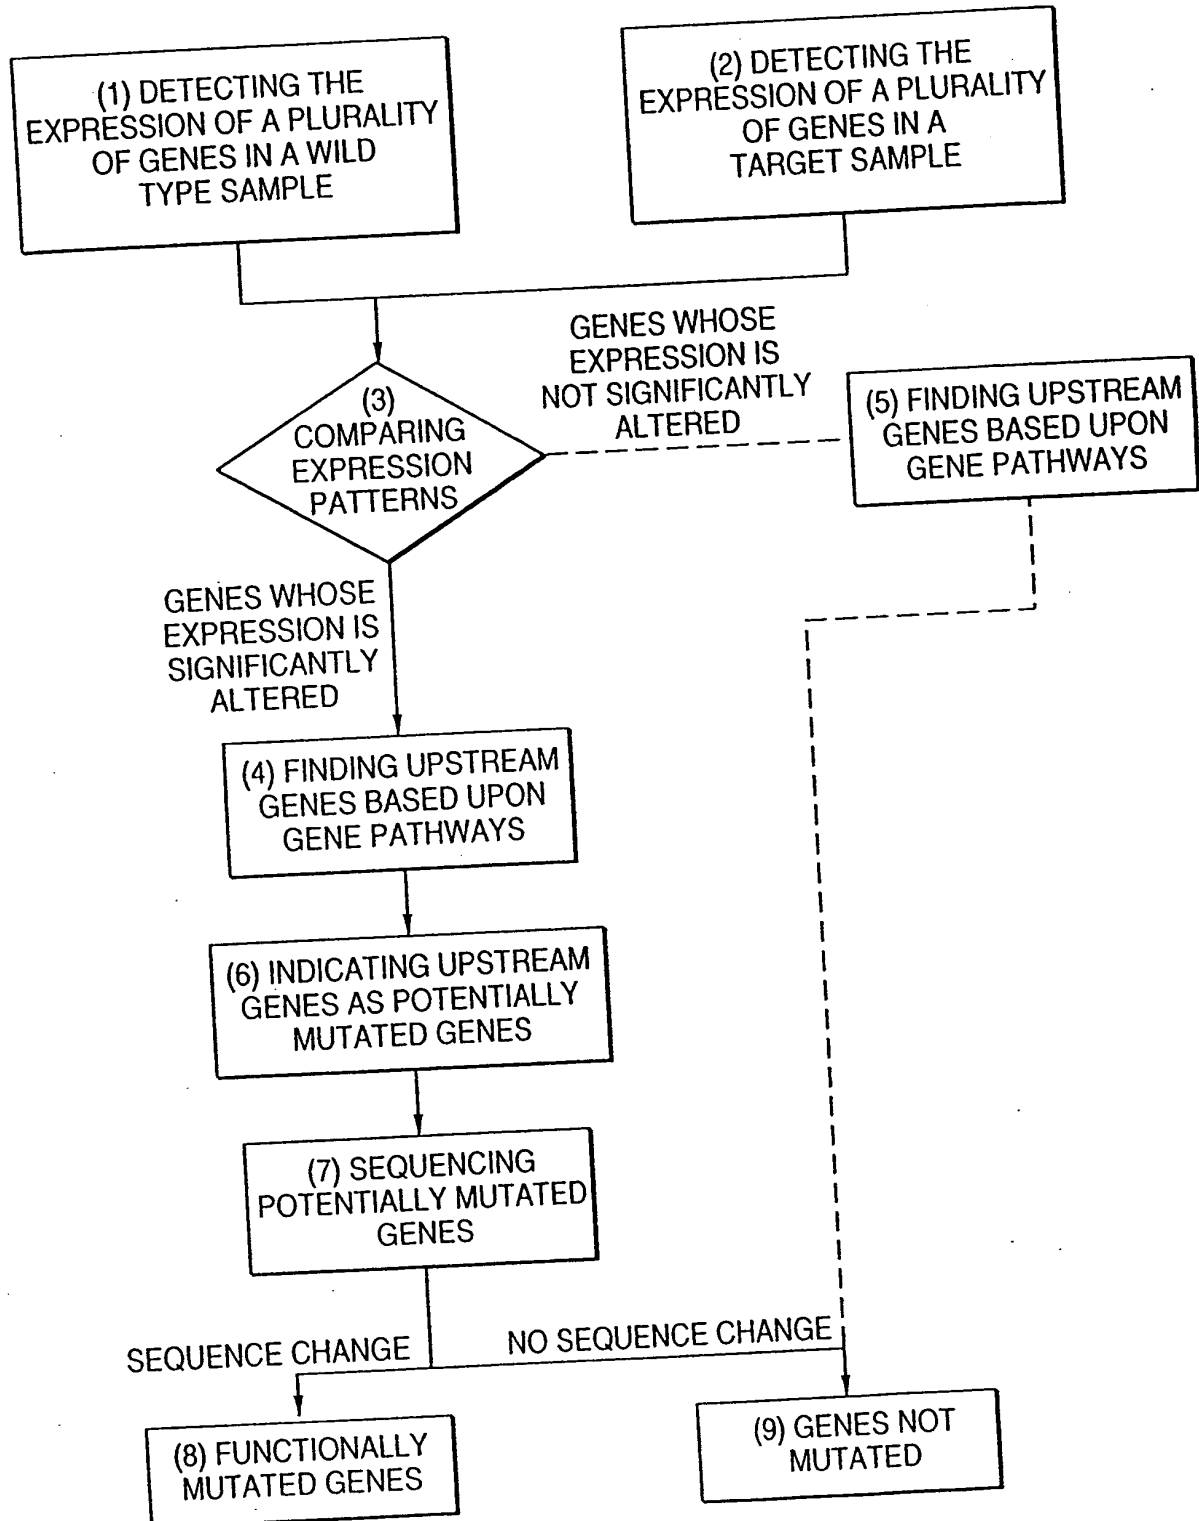 (1) DETECTING THE
EXPRESSION OF A PLURALITY
OF GENES IN A WILD
TYPE SAMPLE
(2) DETECTING THE
EXPRESSION OF A PLURALITY
OF GENES IN A
TARGET SAMPLE
(3)
COMPARING
EXPRESSION
PATTERNS
GENES WHOSE
EXPRESSION IS
NOT SIGNIFICANTLY
ALTERED
(5) FINDING UPSTREAM
GENES BASED UPON
GENE PATHWAYS
GENES WHOSE
EXPRESSION IS
SIGNIFICANTLY
ALTERED
(4) FINDING UPSTREAM
GENES BASED UPON
GENE PATHWAYS
(6) INDICATING UPSTREAM
GENES AS POTENTIALLY
MUTATED GENES
(7) SEQUENCING
POTENTIALLY MUTATED
GENES
SEQUENCE CHANGE
NO SEQUENCE CHANGE
(8) FUNCTIONALLY
MUTATED GENES
(9) GENES NOT
MUTATED